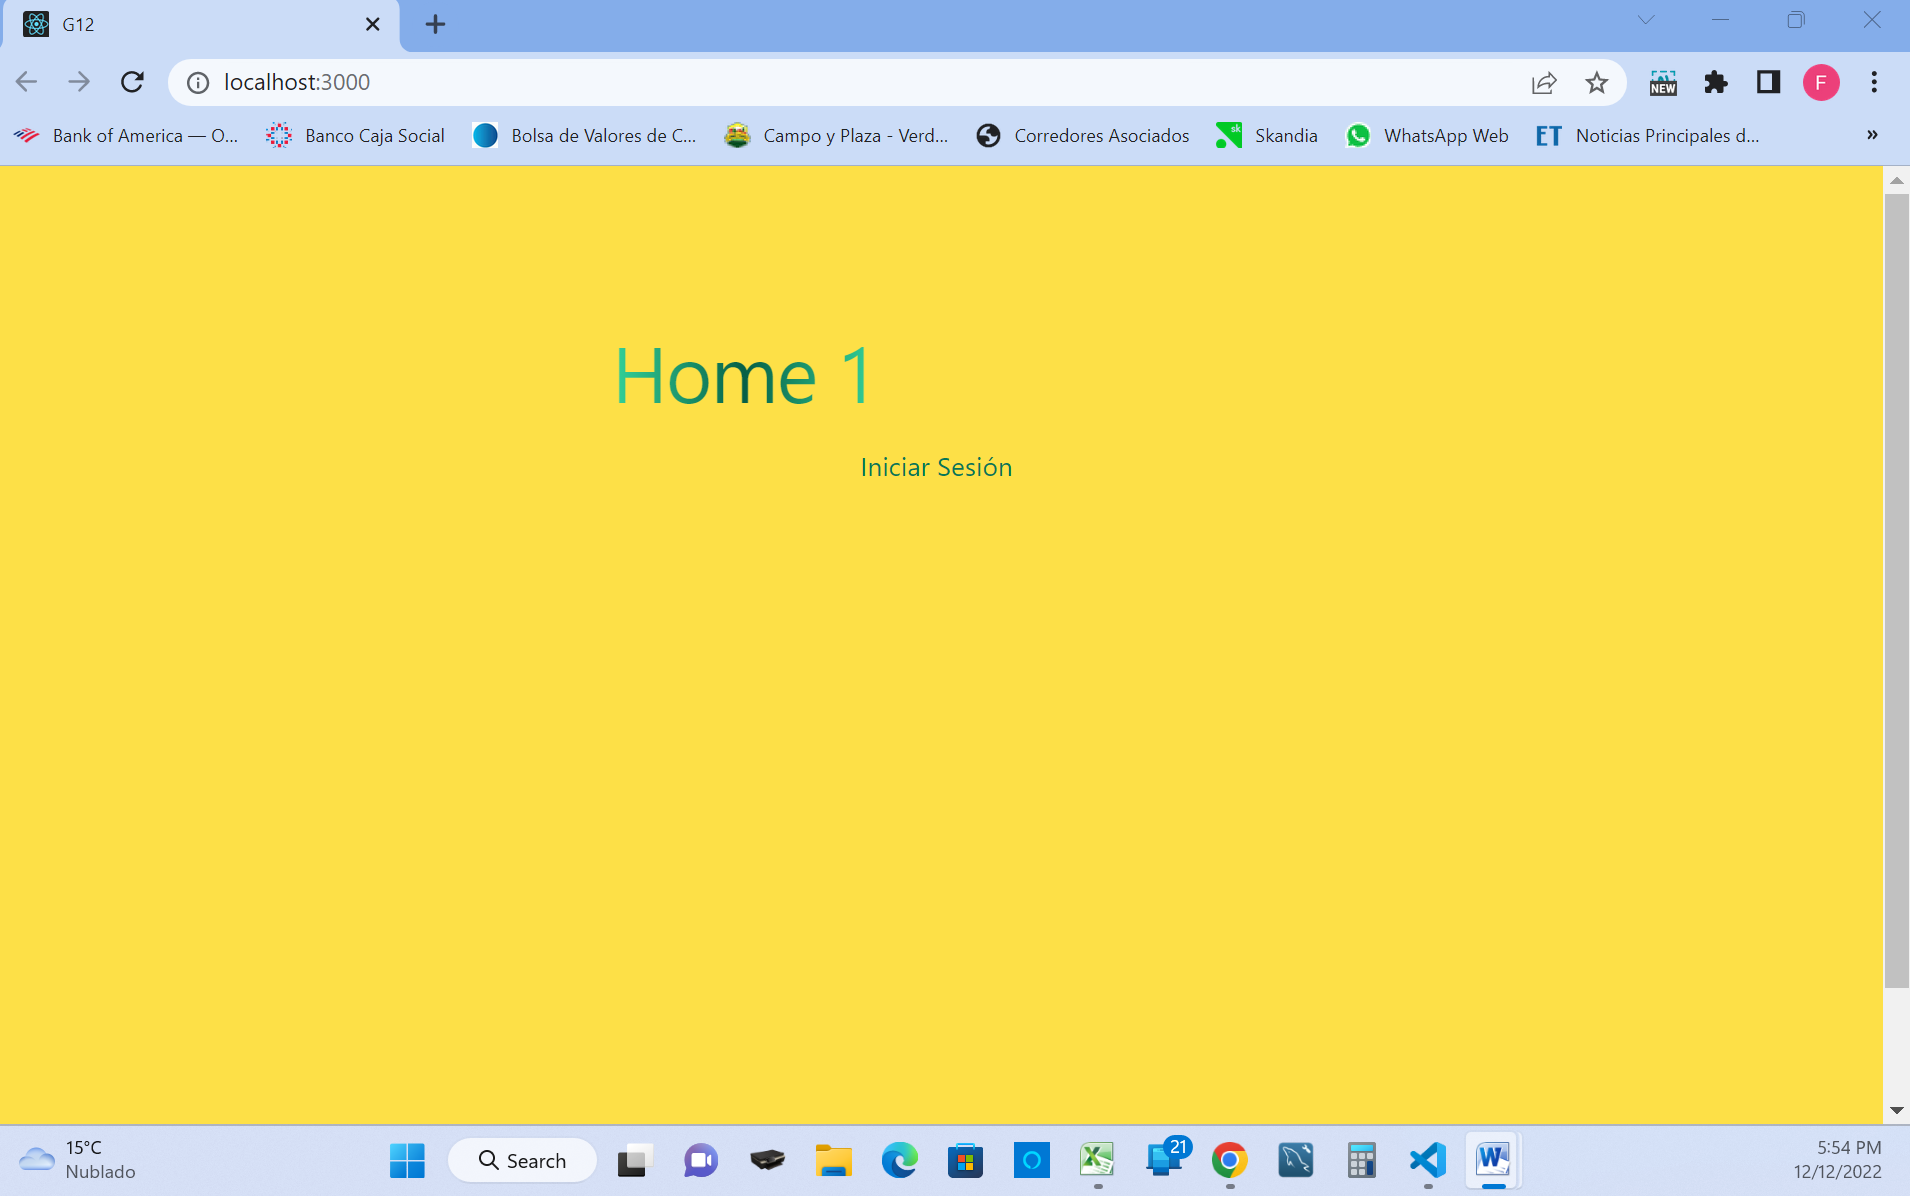 G12
localhost:3000
NEW
F
Bank of America — O...
Banco Caja Social
Bolsa de Valores de C...
Campo y Plaza - Verd...
Corredores Asociados
sk
Skandia
WhatsApp Web
ET
Noticias Principales d...
»
Home 1
Iniciar Sesión
15°C
Nublado
Search
21
5:54 PM
12/12/2022